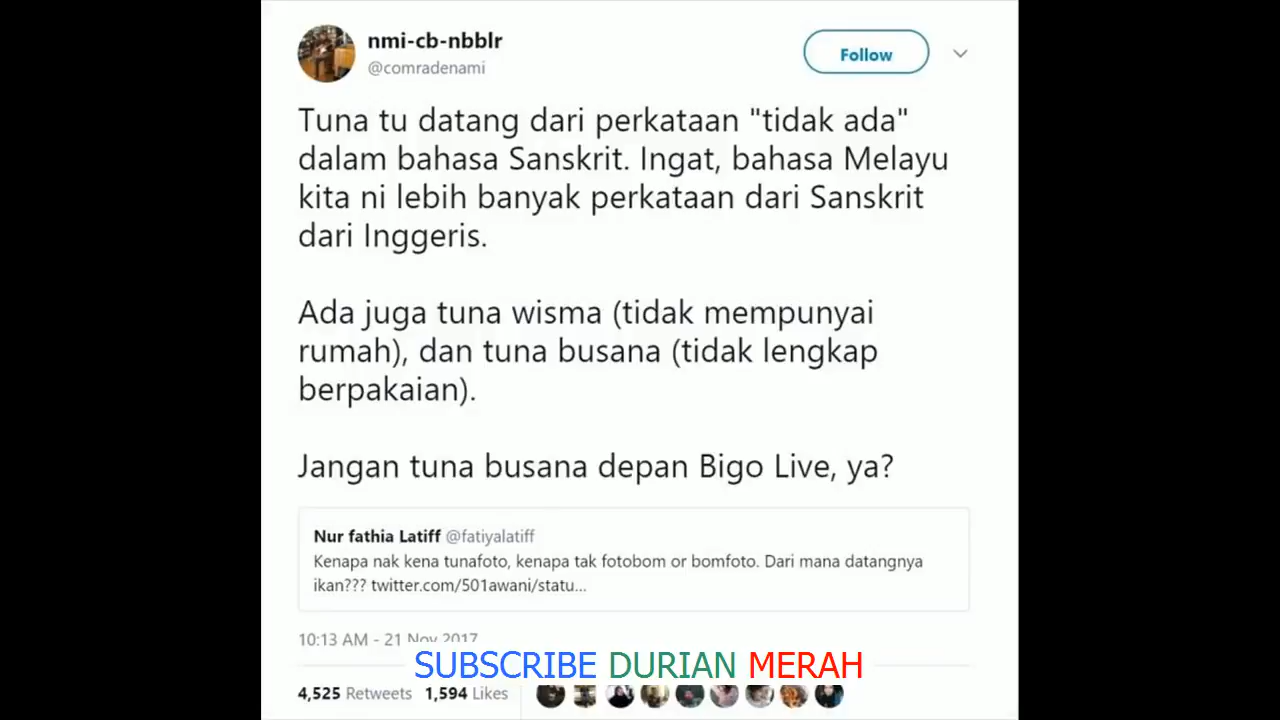 nmi-cb-nbblr
@comradenami
Follow
Tuna tu datang dari perkataan "tidak ada"
dalam bahasa Sanskrit. Ingat, bahasa Melayu
kita ni lebih banyak perkataan dari Sanskrit
dari Inggeris.
Ada juga tuna wisma (tidak mempunyai
rumah), dan tuna busana (tidak lengkap
berpakaian).
Jangan tuna busana depan Bigo Live, ya?
Nur fathia Latiff @fatiyalatiff
Kenapa nak kena tunafoto, kenapa tak fotobom or bomfoto. Dari mana datangnya
ikan??? twitter.com/501awani/statu...
10:13 AM - 21 Nov 2017
SUBSCRIBE DURIAN MERAH
4,525 Retweets 1,594 Likes